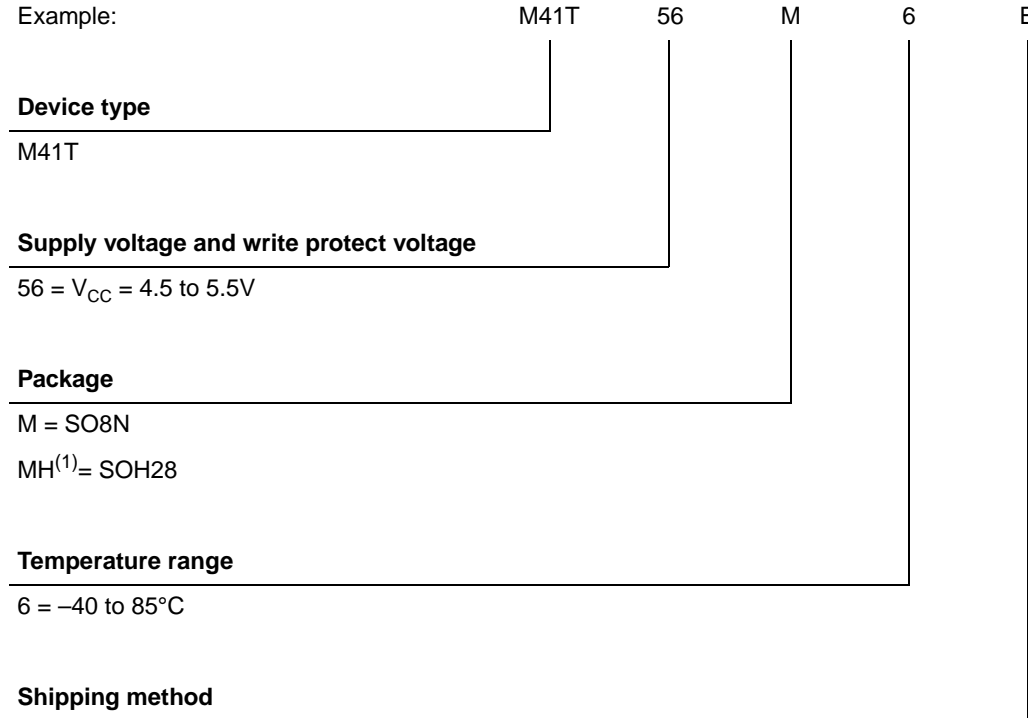 Example: M41T 56 M 6 E
Device type
M41T
Supply voltage and write protect voltage
56 = VCC = 4.5 to 5.5V
Package
M = SO8N
MH(1)= SOH28
Temperature range
6 = –40 to 85°C
Shipping method